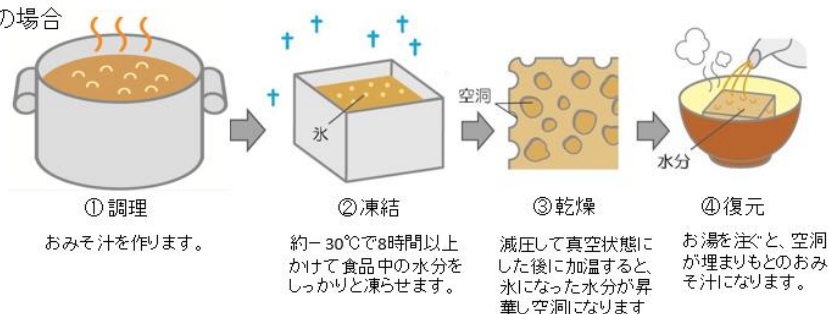 の場合
氷
空洞
水分
①調理
②凍結
③乾燥
④復元
おみそ汁を作ります。
約－30℃で8時間以上
かけて食品中の水分を
しっかりと凍らせます。
減圧して真空状態に
した後に加温すると、
氷になった水分が昇
華し空洞になります
お湯を注ぐと、空洞
が埋まりもとのおみ
そ汁になります。